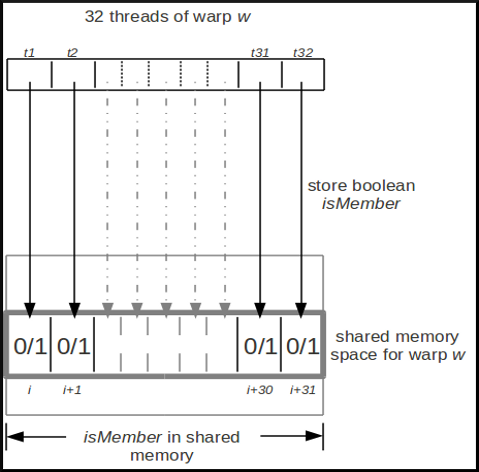 32 threads of warp w
t1 t2 t31 t32
store boolean
isMember
0/1 0/1 0/1 0/1
shared memory
space for warp w
i i+1 i+30 i+31
isMember in shared
memory